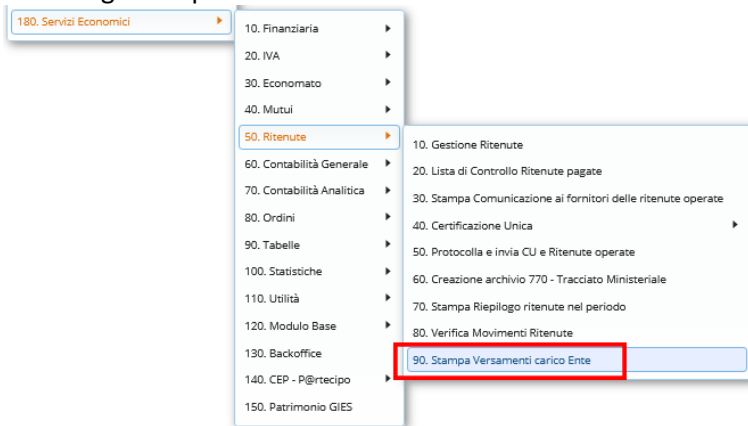 180. Servizi Economici
10. Finanziaria
20. IVA
30. Economato
40. Mutui
50. Ritenute
60. Contabilità Generale
70. Contabilità Analitica
80. Ordini
90. Tabelle
100. Statistiche
110. Utilità
120. Modulo Base
130. Backoffice
140. CEP - P@rtecipo
150. Patrimonio GIES
10. Gestione Ritenute
20. Lista di Controllo Ritenute pagate
30. Stampa Comunicazione ai fornitori delle ritenute operate
40. Certificazione Unica
50. Protocolla e invia CU e Ritenute operate
60. Creazione archivio 770 - Tracciato Ministeriale
70. Stampa Riepilogo ritenute nel periodo
80. Verifica Movimenti Ritenute
90. Stampa Versamenti carico Ente